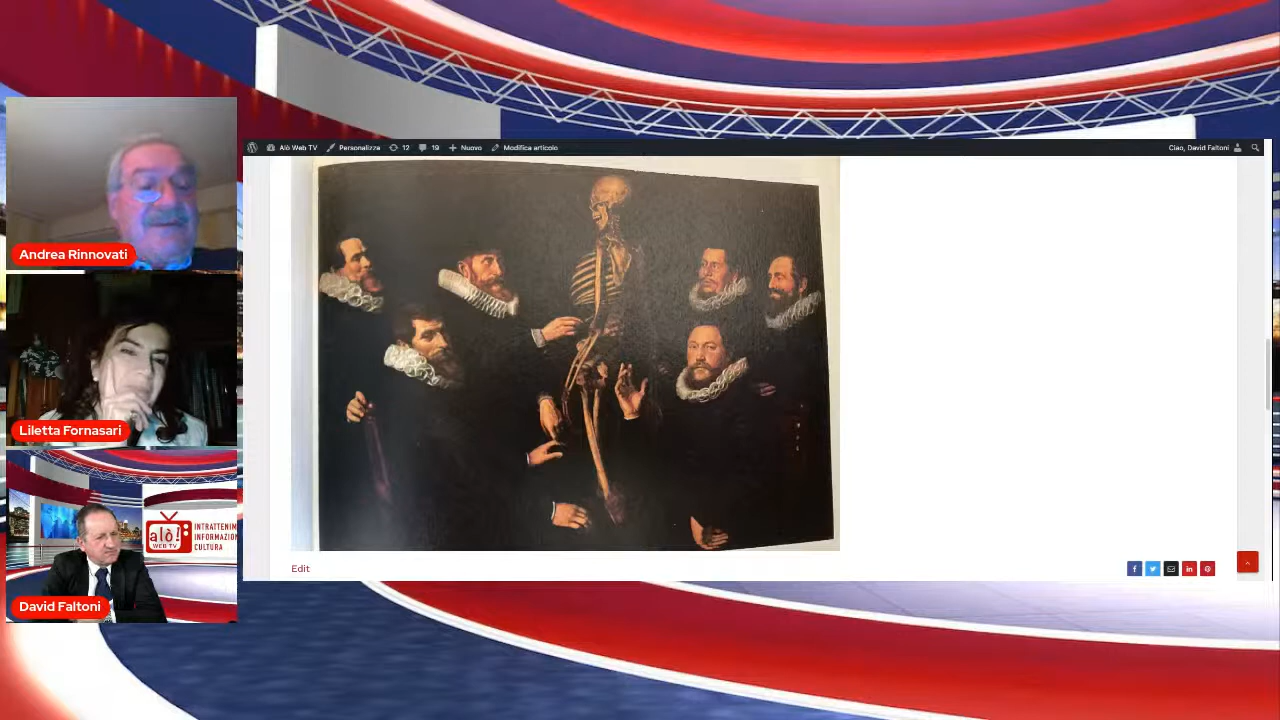 Alò Web TV
Personalizza
12
19
Nuovo
Modifica articolo
Ciao, David Faltoni
Andrea Rinnovati
Liletta Fornasari
alò!
WEB TV
INTRATTENIM
INFORMAZION
CULTURA
David Faltoni
Edit